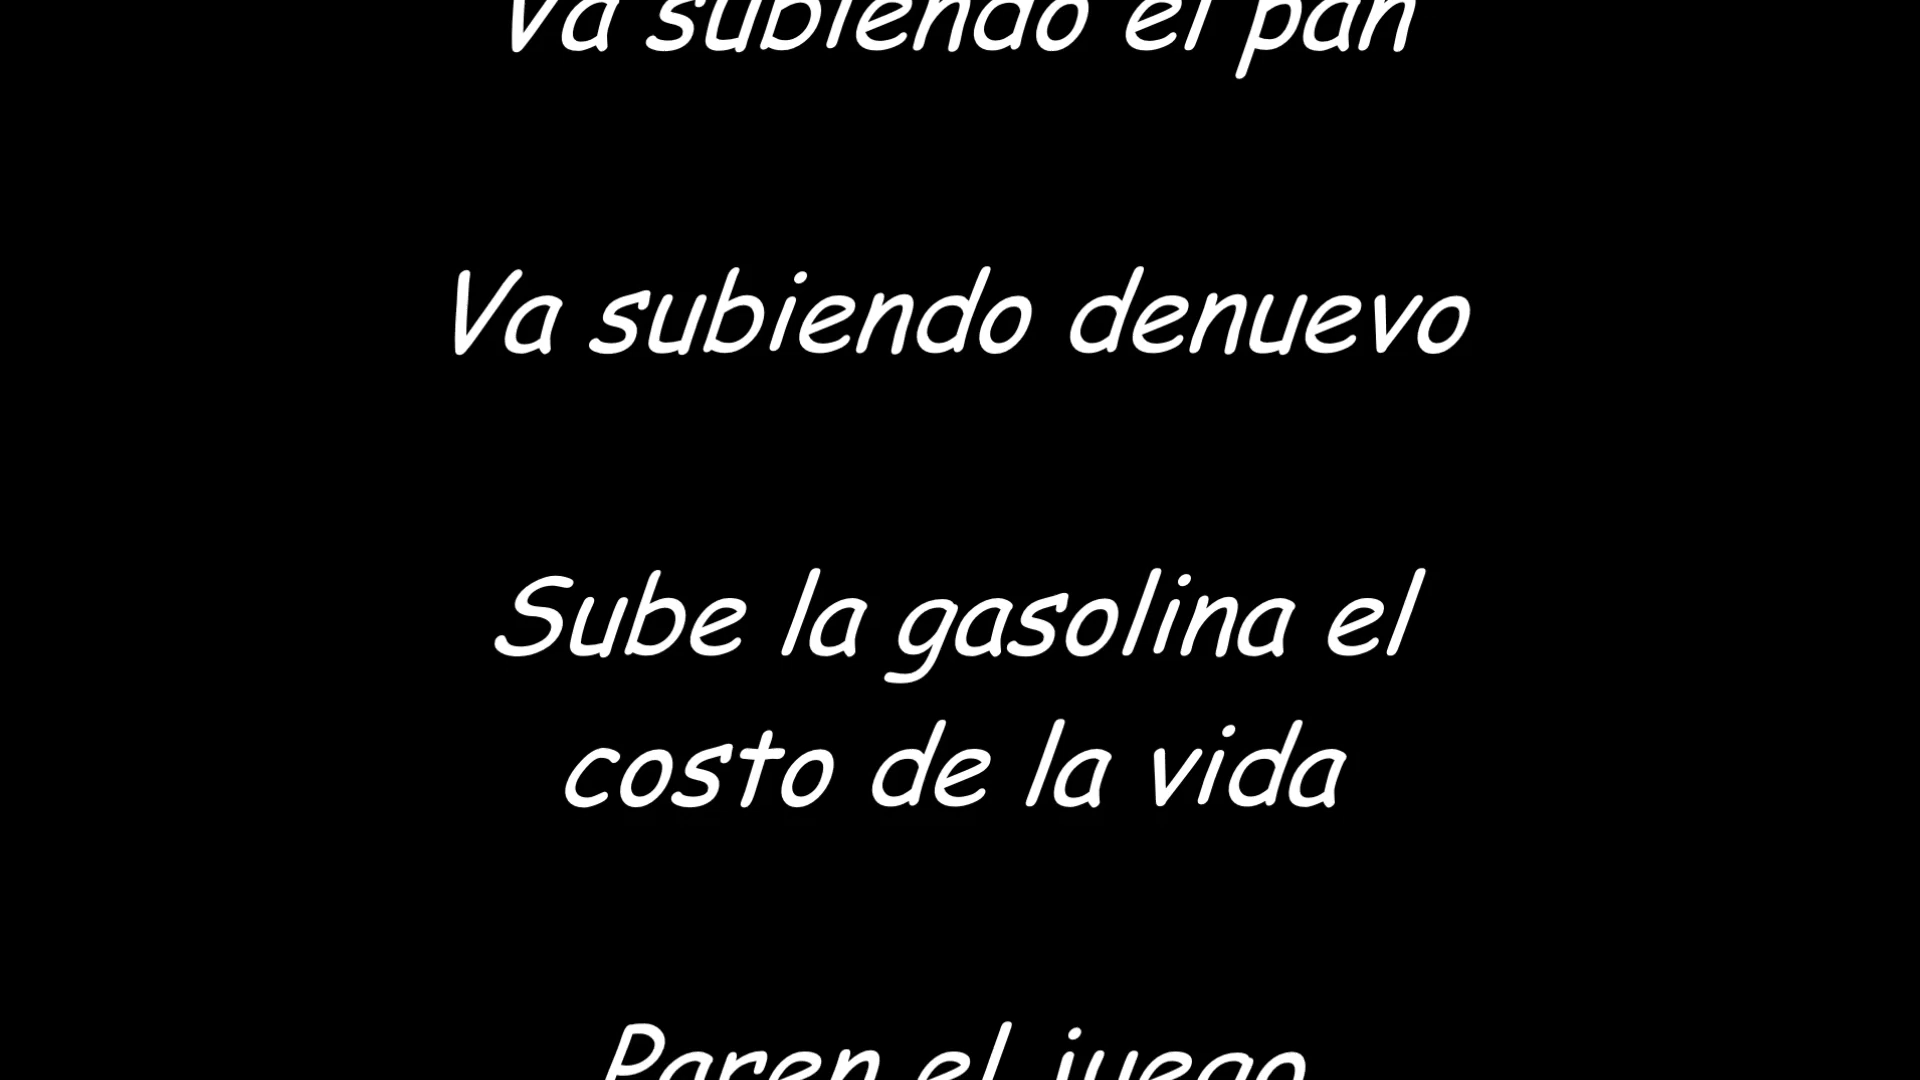 Va subiendo el pan
Va subiendo denuevo
Sube la gasolina el
costo de la vida
Paren el juego